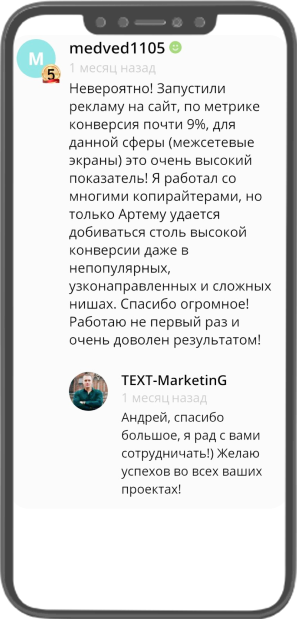 medved1105
M
5
1 месяц назад
Невероятно! Запустили
рекламу на сайт, по метрике
конверсия почти 9%, для
данной сферы (межсетевые
экраны) это очень высокий
показатель! Я работал со
многими копирайтерами, но
только Артему удается
добиваться столь высокой
конверсии даже в
непопулярных,
узконаправленных и сложных
нишах. Спасибо огромное!
Работаю не первый раз и
очень доволен результатом!
TEXT-MarketinG
1 месяц назад
Андрей, спасибо
большое, я рад с вами
сотрудничать!) Желаю
успехов во всех ваших
проектах!